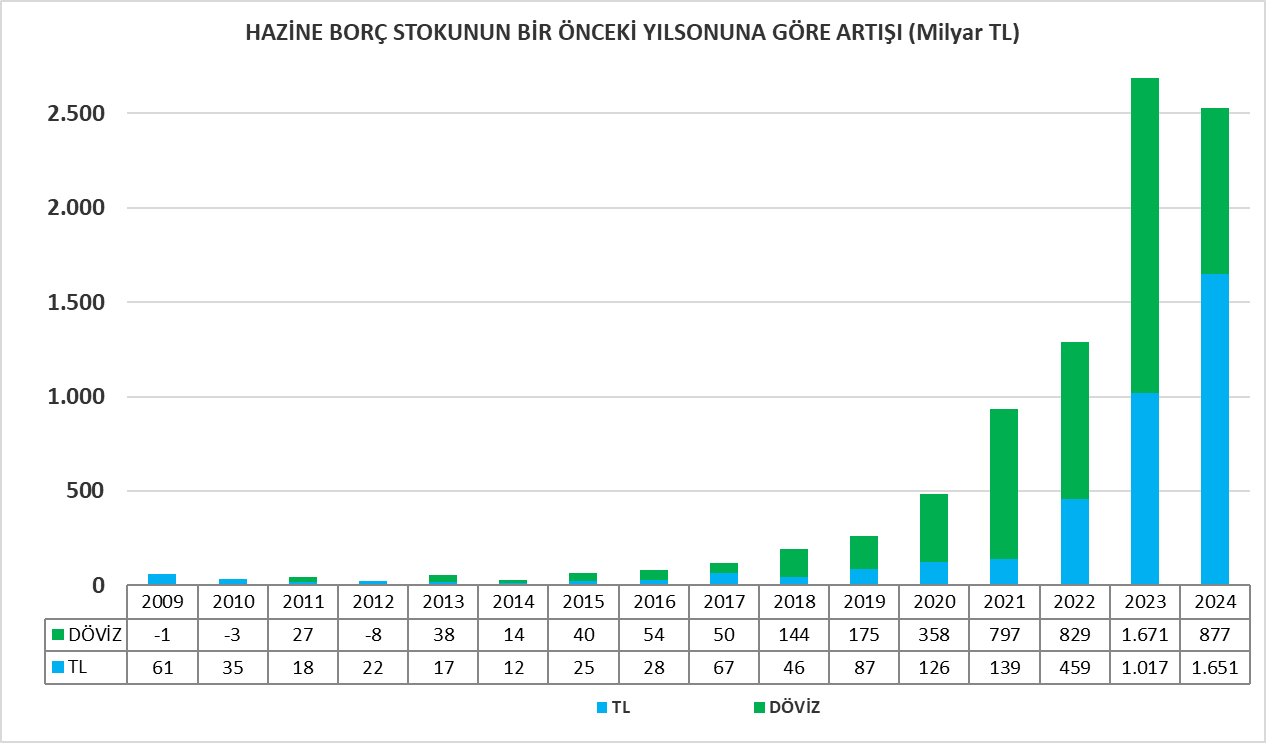 HAZİNE BORÇ STOKUNUN BİR ÖNCEKİ YILSONUNA GÖRE ARTIŞI (Milyar TL)
2.500
2.000
1.500
1.000
500
0
2009 2010 2011 2012 2013 2014 2015 2016 2017 2018 2019 2020 2021 2022 2023 2024
DÖVİZ -1 -3 27 -8 38 14 40 54 50 144 175 358 797 829 1.671 877
TL 61 35 18 22 17 12 25 28 67 46 87 126 139 459 1.017 1.651
TL DÖVİZ